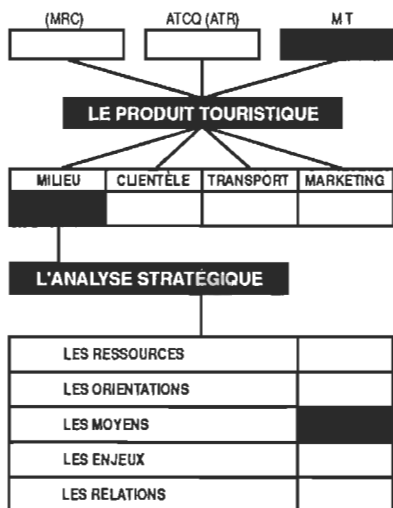 (MRC) ATCQ (ATR) MT
LE PRODUIT TOURISTIQUE
MILIEU CLIENTÈLE TRANSPORT MARKETING
L'ANALYSE STRATÉGIQUE
LES RESSOURCES
LES ORIENTATIONS
LES MOYENS
LES ENJEUX
LES RELATIONS